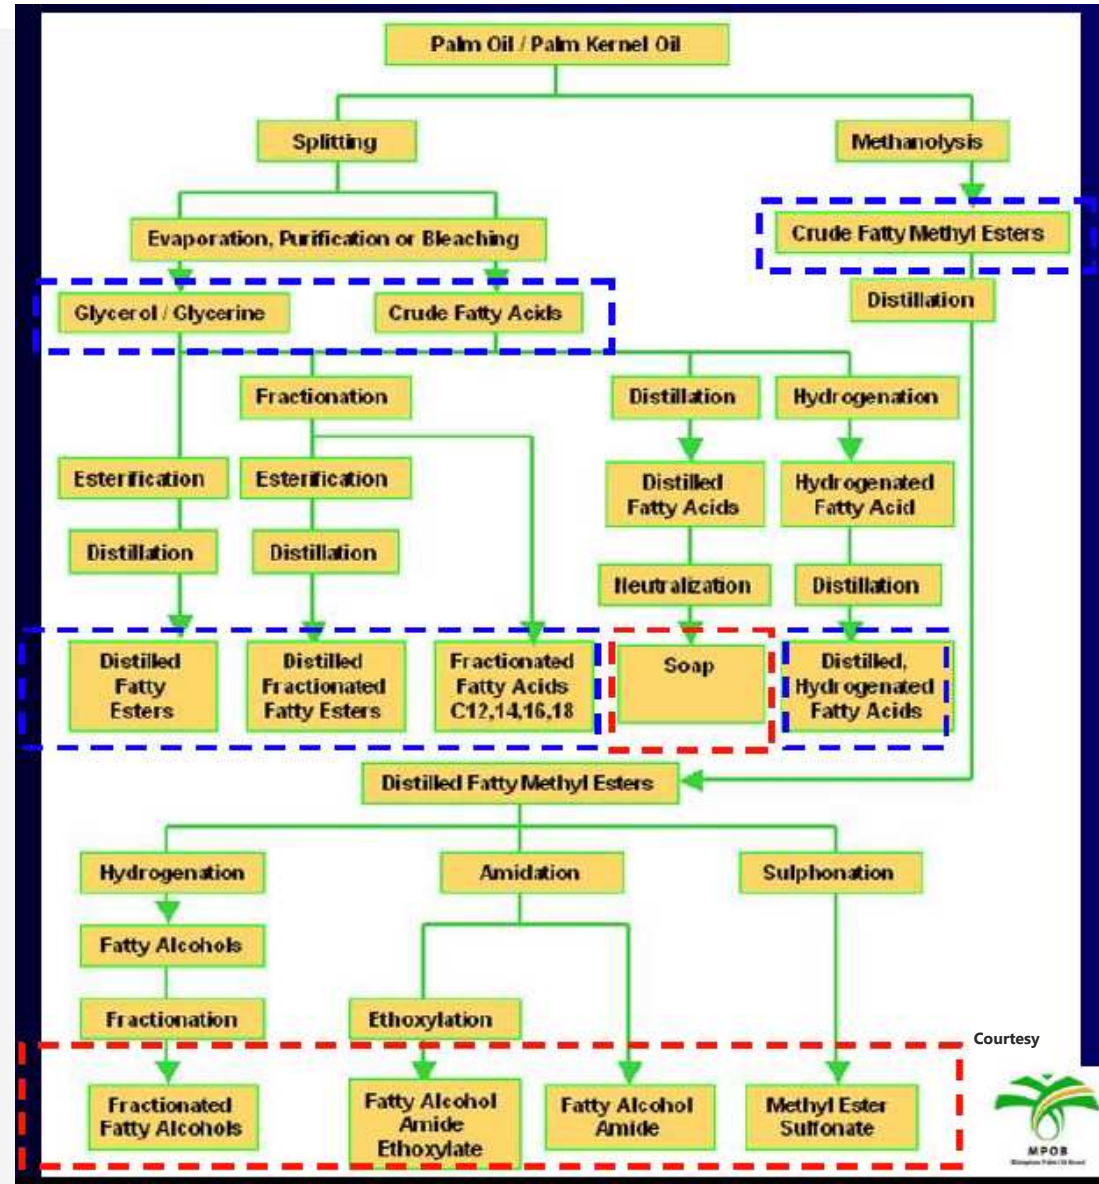 Palm Oil / Palm Kernel Oil
Splitting
Methanolysis
Evaporation, Purification or Bleaching
Crude Fatty Methyl Esters
Glycerol / Glycerine
Crude Fatty Acids
Distillation
Fractionation
Distillation
Hydrogenation
Esterification
Esterification
Distilled
Fatty Acids
Hydrogenated
Fatty Acid
Distillation
Distillation
Neutralization
Distillation
Distilled
Fatty
Esters
Distilled
Fractionated
Fatty Esters
Fractionated
Fatty Acids
C12,14,16,18
Soap
Distilled,
Hydrogenated
Fatty Acids
Distilled Fatty Methyl Esters
Hydrogenation
Amidation
Sulphonation
Fatty Alcohols
Fractionation
Ethoxylation
Courtesy
Fractionated
Fatty Alcohols
Fatty Alcohol
Amide
Ethoxylate
Fatty Alcohol
Amide
Methyl Ester
Sulfonate
MPOB
Malaysian Palm Oil Board